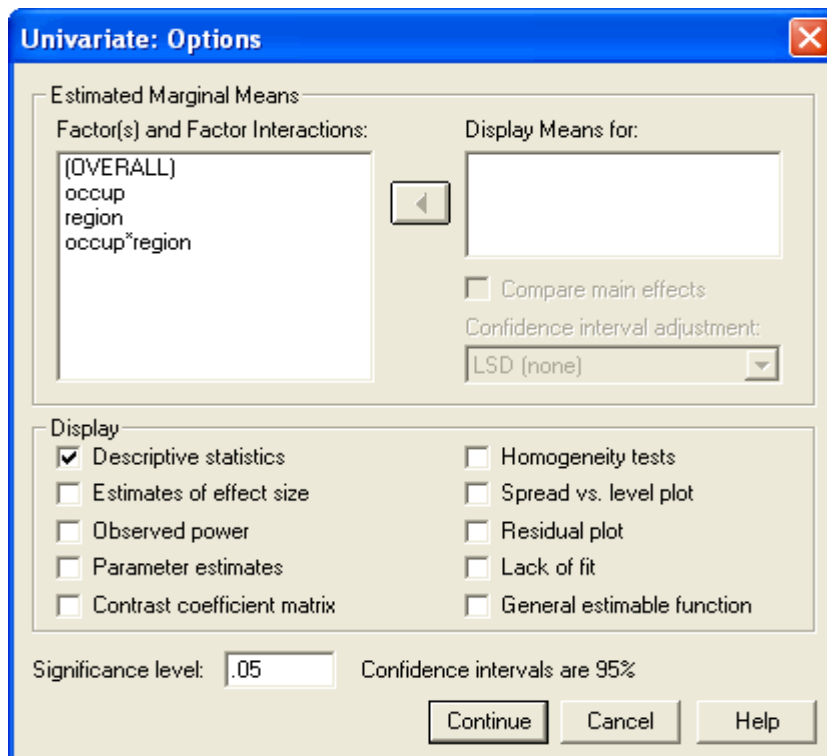 Univariate: Options
Estimated Marginal Means
Factor(s) and Factor Interactions:
(OVERALL)
occup
region
occup*region
Display Means for:
Compare main effects
Confidence interval adjustment:
LSD (none)
Display
Descriptive statistics
Estimates of effect size
Observed power
Parameter estimates
Contrast coefficient matrix
Homogeneity tests
Spread vs. level plot
Residual plot
Lack of fit
General estimable function
Significance level: .05 Confidence intervals are 95%
Continue Cancel Help